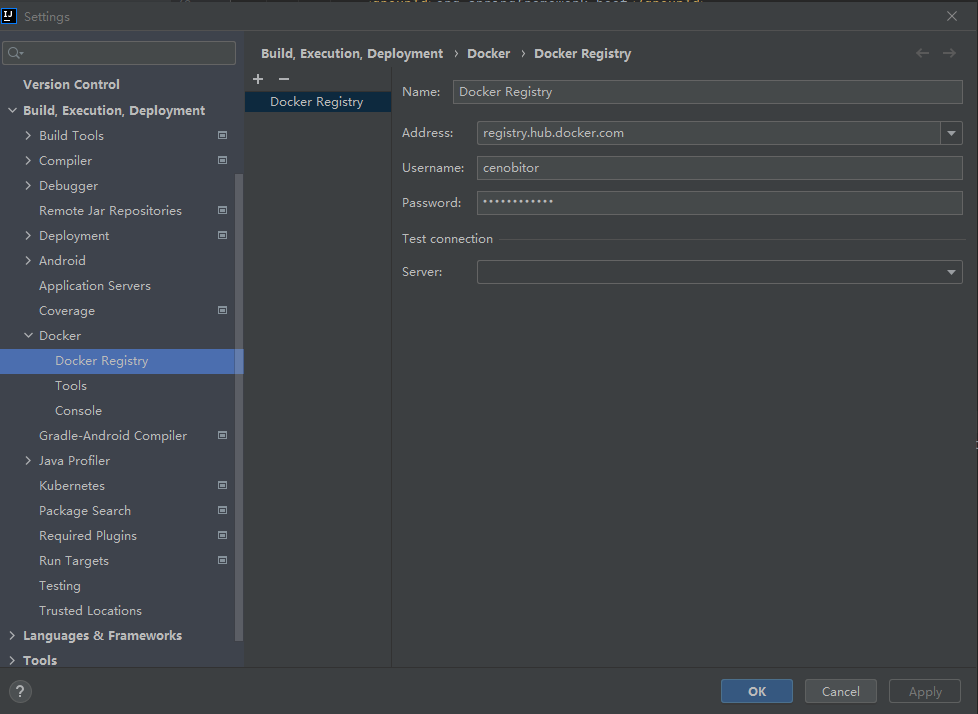 Settings
Version Control
Build, Execution, Deployment
Build Tools
Compiler
Debugger
Remote Jar Repositories
Deployment
Android
Application Servers
Coverage
Docker
Docker Registry
Tools
Console
Gradle-Android Compiler
Java Profiler
Kubernetes
Package Search
Required Plugins
Run Targets
Testing
Trusted Locations
Languages & Frameworks
Tools
Build, Execution, Deployment › Docker › Docker Registry
Docker Registry
Name: Docker Registry
Address: registry.hub.docker.com
Username: cenobitor
Password: ••••••••••••
Test connection
Server:
?
OK Cancel Apply